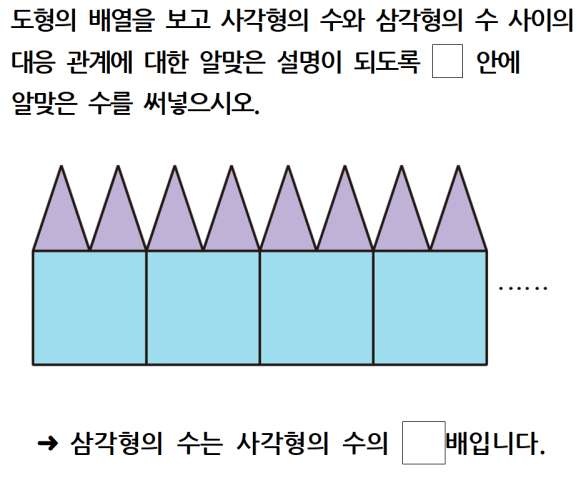 도형의 배열을 보고 사각형의 수와 삼각형의 수 사이의
대응 관계에 대한 알맞은 설명이 되도록 □ 안에
알맞은 수를 써넣으시오.
⋯⋯
➜ 삼각형의 수는 사각형의 수의 □배입니다.